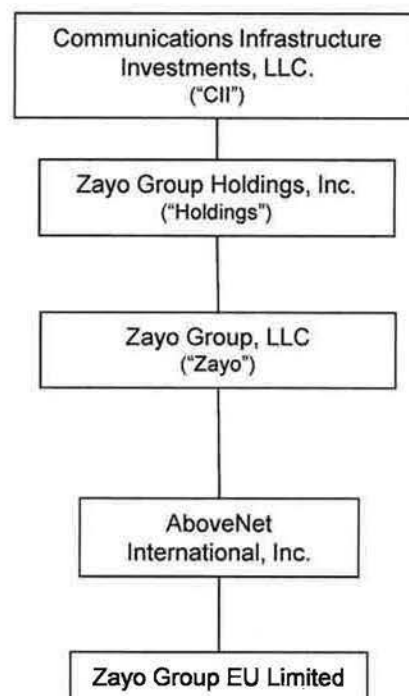 Communications Infrastructure
Investments, LLC.
("CII")
Zayo Group Holdings, Inc.
("Holdings")
Zayo Group, LLC
("Zayo")
AboveNet
International, Inc.
Zayo Group EU Limited